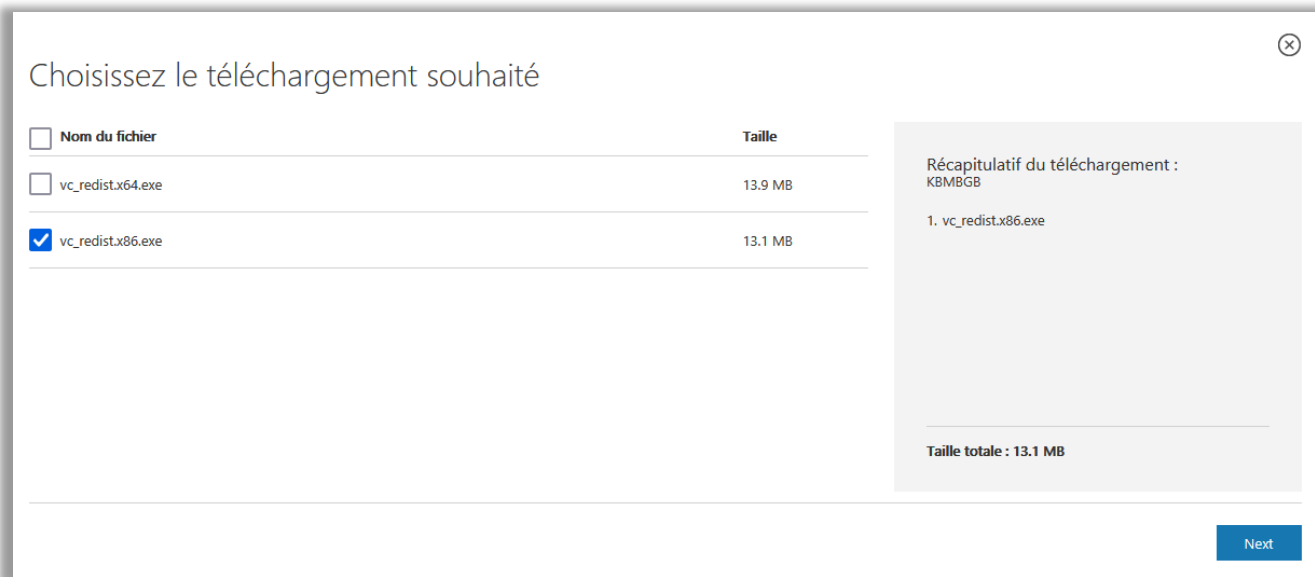 Choisissez le téléchargement souhaité
Nom du fichier Taille
vc_redist.x64.exe 13.9 MB
vc_redist.x86.exe 13.1 MB
Récapitulatif du téléchargement :
KBMBGB
1. vc_redist.x86.exe
Taille totale : 13.1 MB
Next